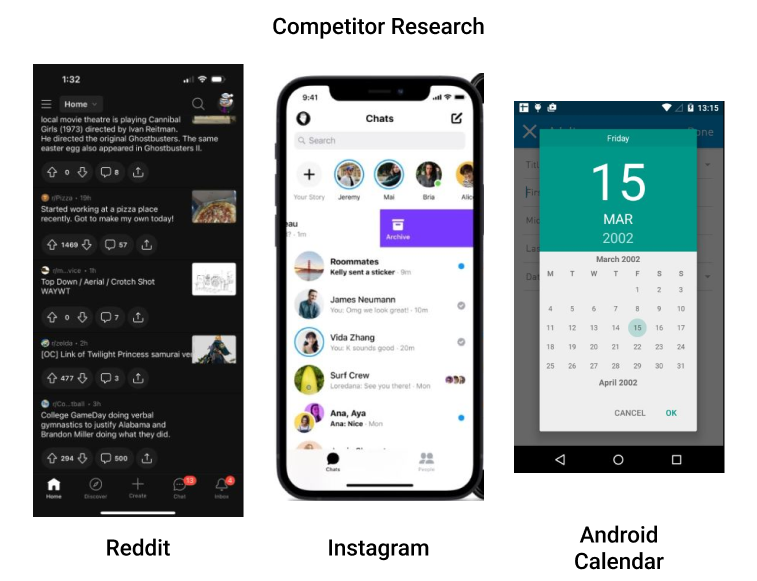 Competitor Research
1:32
Home
local movie theatre is playing Cannibal
Girls (1973) directed by Ivan Reitman.
He directed the original Ghostbusters. The same
easter egg also appeared in Ghostbusters II.
0
8
r/Pizza • 19h
Started working at a pizza place
recently. Got to make my own today!
1469
57
r/m...vice • 1h
Top Down / Aerial / Crotch Shot
WAYWT
0
7
r/zelda • 2h
[OC] Link of Twilight Princess samurai ver
477
3
r/Co...tball • 3h
College GameDay doing verbal
gymnastics to justify Alabama and
Brandon Miller doing what they did.
294
500
13
4
Home
Discover
Create
Chat
Inbox
Reddit
9:41
Chats
Search
Your Story
Jeremy
Mai
Bria
Alice
eau
1m
Archive
Roommates
Kelly sent a sticker · 9m
James Neumann
You: Omg we look great! · 10m
Vida Zhang
You: K sounds good · 20m
Surf Crew
Loredana: See you there! · Mon
Ana, Aya
Ana: Nice · Mon
Chats
People
Instagram
13:15
Friday
15
MAR
2002
March 2002
M T W T F S S
1 2 3
4 5 6 7 8 9 10
11 12 13 14 15 16 17
18 19 20 21 22 23 24
25 26 27 28 29 30 31
April 2002
CANCEL
OK
Android
Calendar